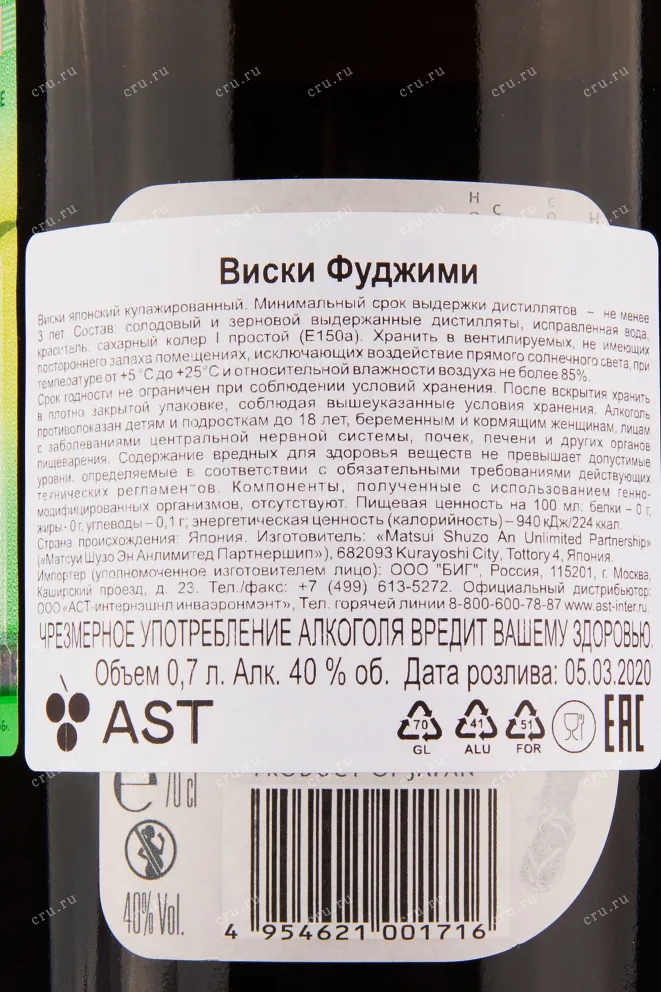 Виски Фуджими
Виски японский купажированный. Минимальный срок выдержки дистиллятов – не менее
3 лет Состав: солодовый и зерновой выдержанные дистилляты, исправленная вода,
краситель: сахарный колер I простой (Е150а). Хранить в вентилируемых, не имеющих
постороннего запаха помещениях, исключающих воздействие прямого солнечного света, при
температуре от +5 °С до +25°С и относительной влажности воздуха не более 85%.
Срок годности не ограничен при соблюдении условий хранения. После вскрытия хранить
в плотно закрытой упаковке, соблюдая вышеуказанные условия хранения. Алкоголь
противопоказан детям и подросткам до 18 лет, беременным и кормящим женщинам, лицам
с заболеваниями центральной нервной системы, почек, печени и других органов
пищеварения. Содержание вредных для здоровья веществ не превышает допустимые
уровни, определяемые в соответствии с обязательными требованиями действующих
технических регламентов. Компоненты, полученные с использованием генно-
модифицированных организмов, отсутствуют. Пищевая ценность на 100 мл: белки – 0 г,
жиры - 0 г, углеводы – 0,1 г; энергетическая ценность (калорийность) – 940 кДж/224 ккал.
Страна происхождения: Япония. Изготовитель: «Matsui Shuzo An Unlimited Partnership»
(«Матсуи Шузо Эн Анлимитед Партнершип»), 682093 Kurayoshi City, Tottory 4, Япония.
Импортер (уполномоченное изготовителем лицо): ООО "БИГ", Россия, 115201, г. Москва,
Каширский проезд, д. 23. Тел./факс: +7 (499) 613-5272. Официальный дистрибьютор:
ООО «АСТ-интернэшнл инваэронмэнт», Тел. горячей линии 8-800-600-78-87 www.ast-inter.ru.
ЧРЕЗМЕРНОЕ УПОТРЕБЛЕНИЕ АЛКОГОЛЯ ВРЕДИТ ВАШЕМУ ЗДОРОВЬЮ.
Объем 0,7 л. Алк. 40 % об. Дата розлива: 05.03.2020
AST
70 41 51
GL ALU FOR
EAC
PRODUCT OF JAPAN
e 70 cl
40% Vol.
4 954621 001716
cru.ru